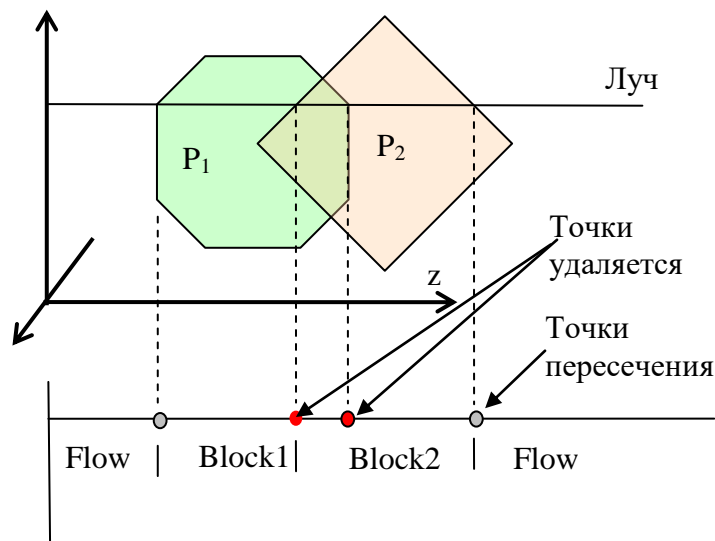 Луч
P1
P2
Точки
удаляется
z
Точки
пересечения
Flow
Block1
Block2
Flow